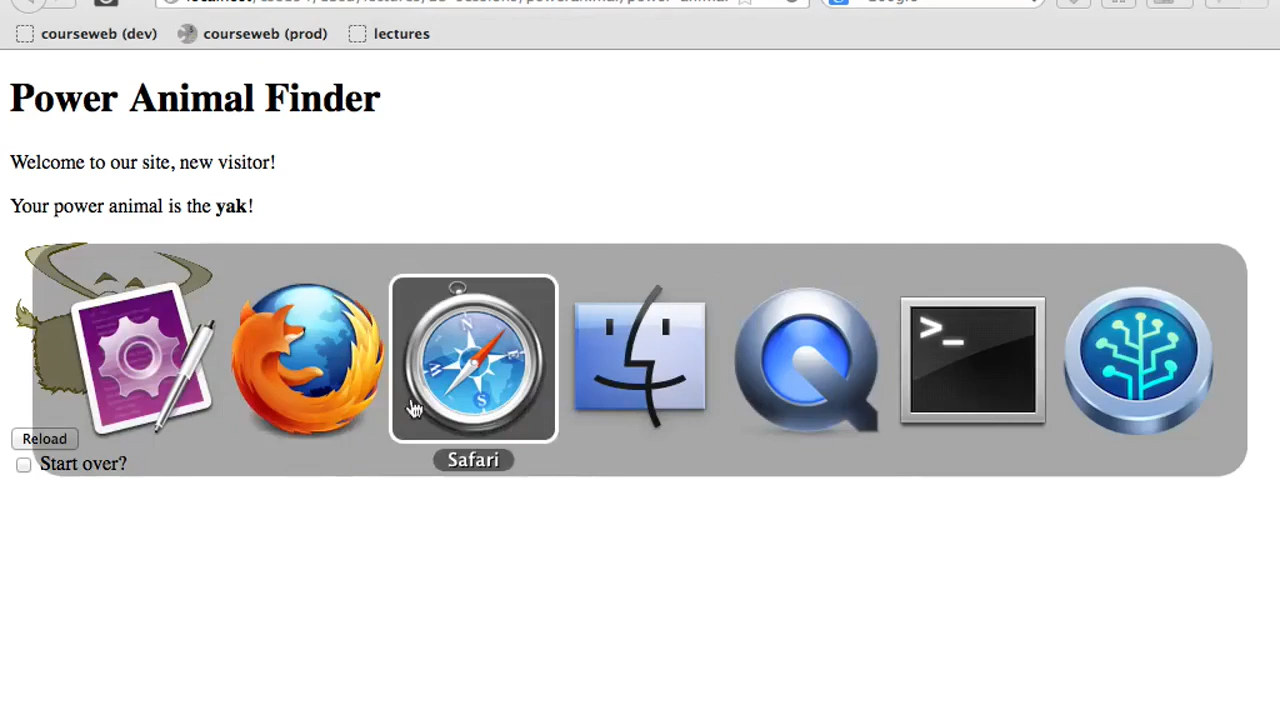 courseweb (dev) courseweb (prod) lectures
Power Animal Finder
Welcome to our site, new visitor!
Your power animal is the yak!
N
W
S
>_
Reload
Start over?
Safari